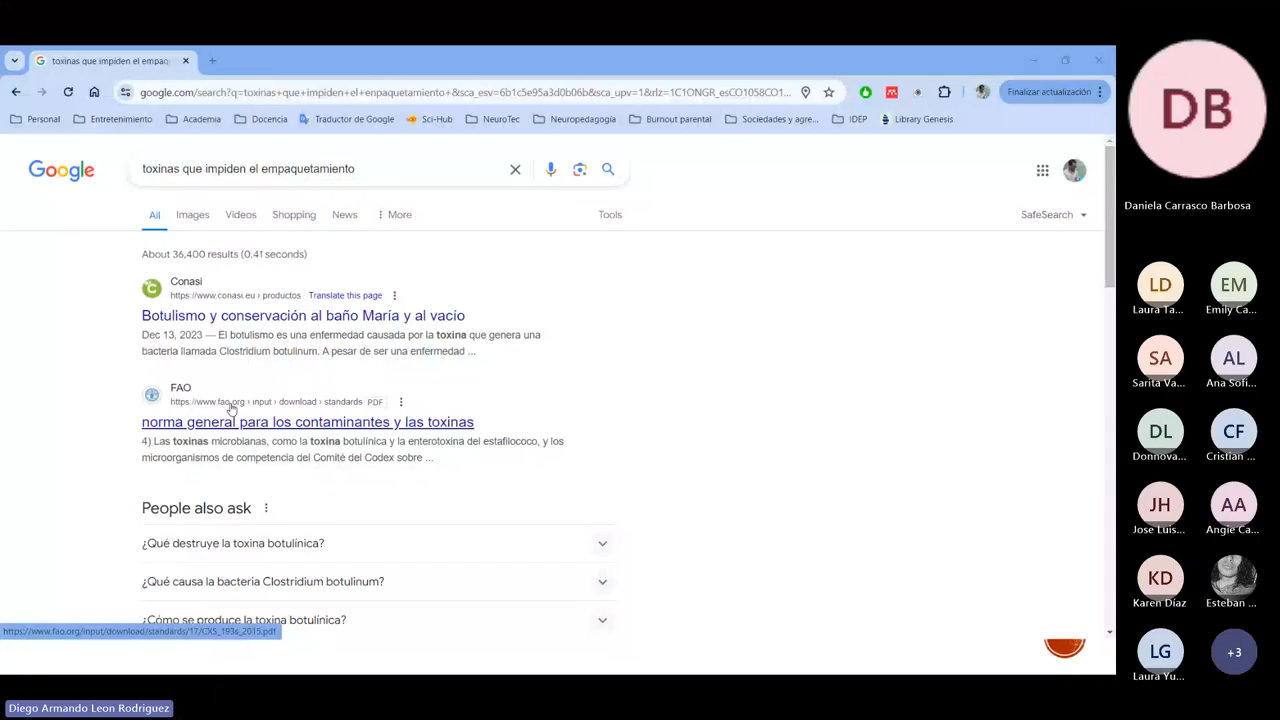 toxinas que impiden el empaq
google.com/search?q=toxinas+que+impiden+el+enpaquetamiento+&sca_esv=6b1c5e95a3d0b06b&sca_upv=1&rlz=1C1ONGR_esCO1058CO1...
Finalizar actualización
Personal
Entretenimiento
Academia
Docencia
Traductor de Google
Sci-Hub
NeuroTec
Neuropedagogía
Burnout parental
Sociedades y agre...
IDEP
Library Genesis
Google
toxinas que impiden el empaquetamiento
All
Images
Videos
Shopping
News
More
Tools
SafeSearch
About 36,400 results (0.41 seconds)
Conasi
https://www.conasi.eu › productos
Translate this page
Botulismo y conservación al baño María y al vacío
Dec 13, 2023 — El botulismo es una enfermedad causada por la toxina que genera una
bacteria llamada Clostridium botulinum. A pesar de ser una enfermedad ...
FAO
https://www.fao.org › input › download › standards
PDF
norma general para los contaminantes y las toxinas
4) Las toxinas microbianas, como la toxina botulínica y la enterotoxina del estafilococo, y los
microorganismos de competencia del Comité del Codex sobre ...
People also ask
¿Qué destruye la toxina botulínica?
¿Qué causa la bacteria Clostridium botulinum?
¿Cómo se produce la toxina botulínica?
https://www.fao.org/input/download/standards/17/CXS_193s_2015.pdf
DB
Daniela Carrasco Barbosa
LD
Laura Ta...
EM
Emily Ca...
SA
Sarita Va...
AL
Ana Sofi...
DL
Donnova...
CF
Cristian ...
JH
Jose Luis...
AA
Angie Ca...
KD
Karen Díaz
Esteban ...
LG
Laura Yu...
+3
Diego Armando Leon Rodriguez